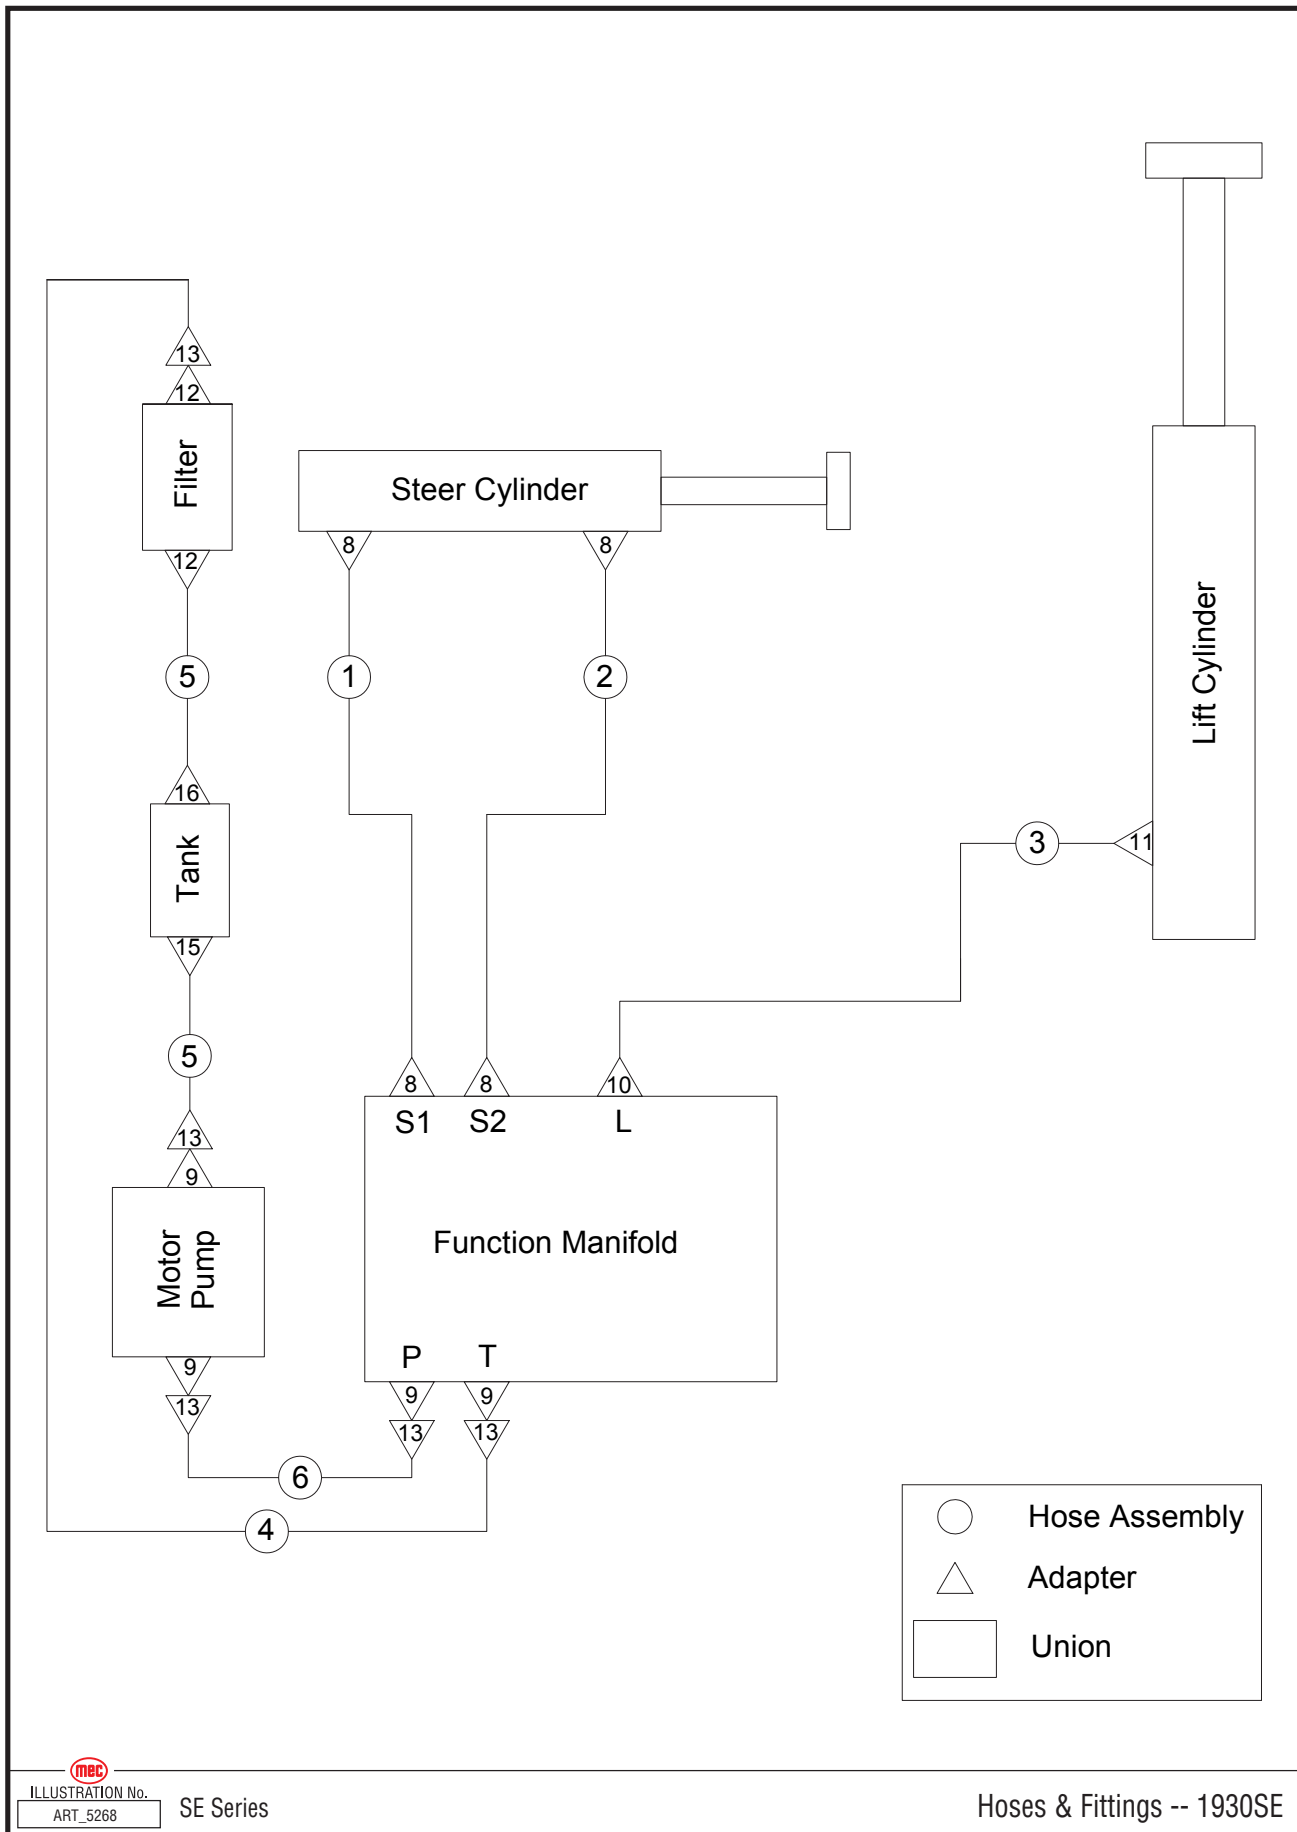 13
12
Filter
12
Steer Cylinder
8
8
5
1
2
Lift Cylinder
16
Tank
15
3
11
5
13
9
Motor
Pump
9
13
8
8
10
S1
S2
L
Function Manifold
P
T
9
9
13
13
6
4
Hose Assembly
Adapter
Union
mec
ILLUSTRATION No.
ART_5268
SE Series
Hoses & Fittings -- 1930SE